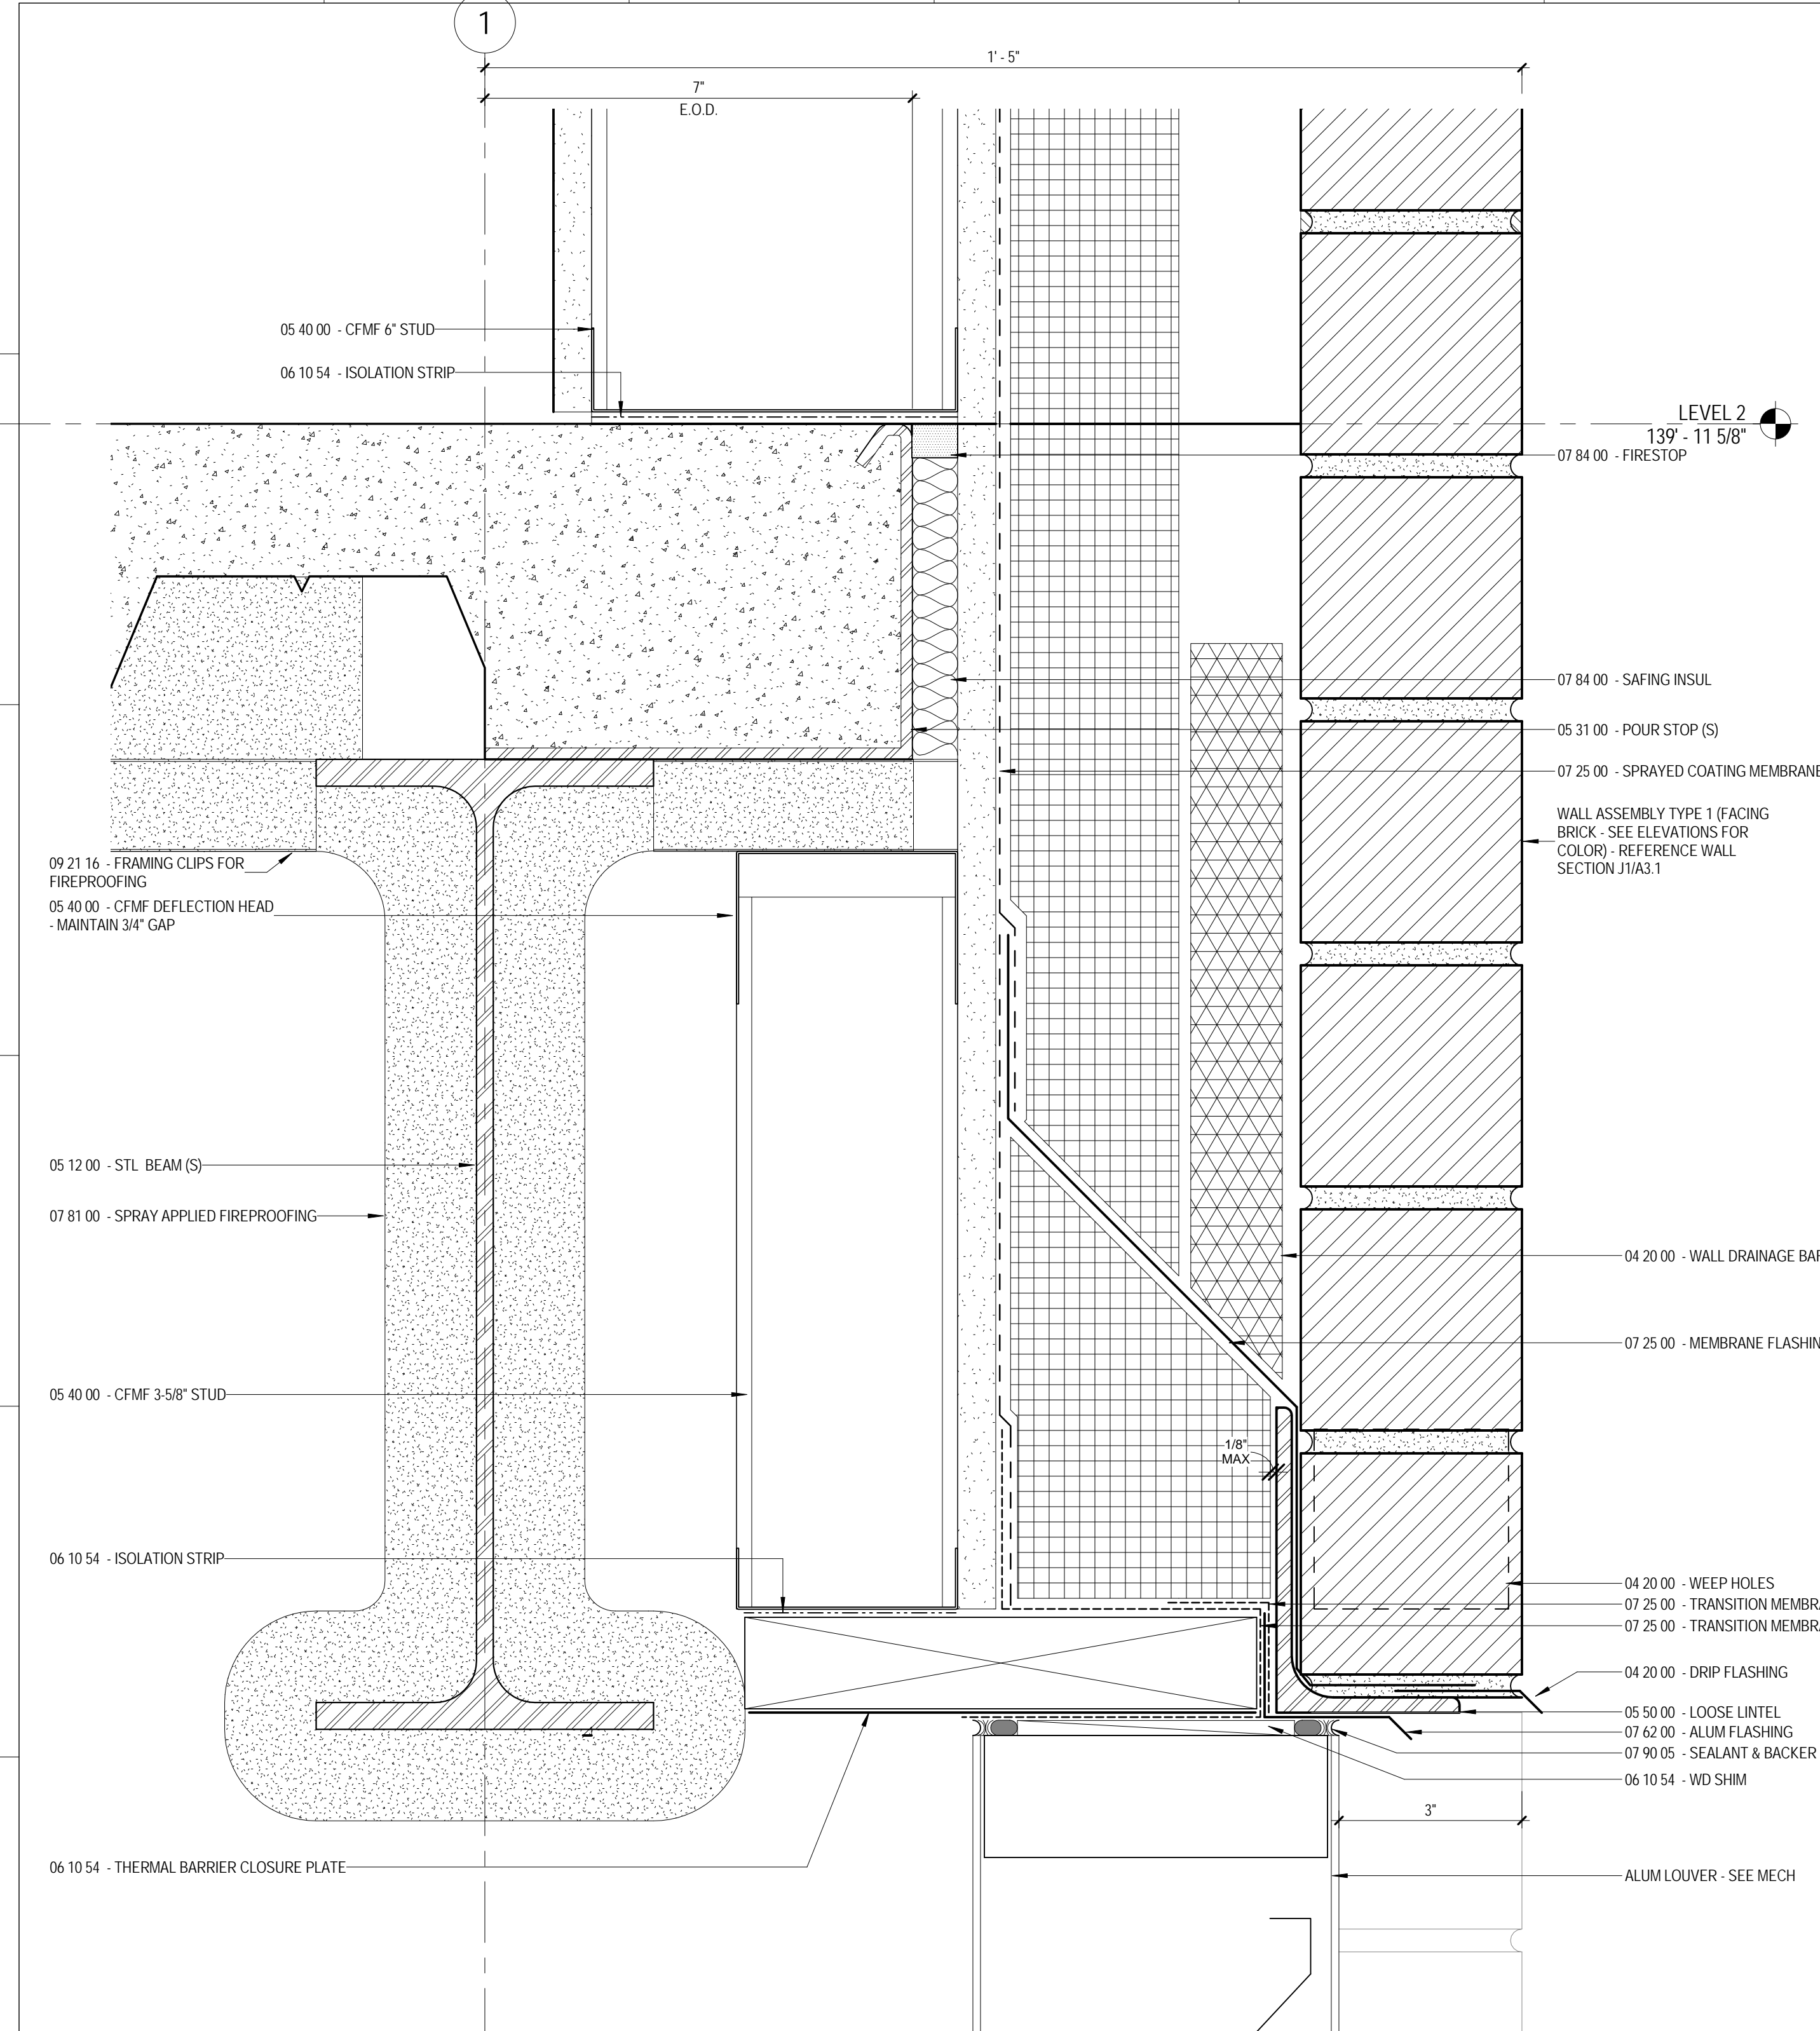 1
1' - 5"
7"
E.O.D.
05 40 00 - CFMF 6" STUD
06 10 54 - ISOLATION STRIP
LEVEL 2
139' - 11 5/8"
07 84 00 - FIRESTOP
07 84 00 - SAFING INSUL
05 31 00 - POUR STOP (S)
07 25 00 - SPRAYED COATING MEMBRANE
WALL ASSEMBLY TYPE 1 (FACING
BRICK - SEE ELEVATIONS FOR
COLOR) - REFERENCE WALL
SECTION J1/A3.1
09 21 16 - FRAMING CLIPS FOR
FIREPROOFING
05 40 00 - CFMF DEFLECTION HEAD
- MAINTAIN 3/4" GAP
05 12 00 - STL BEAM (S)
07 81 00 - SPRAY APPLIED FIREPROOFING
04 20 00 - WALL DRAINAGE
07 25 00 - MEMBRANE
05 40 00 - CFMF 3-5/8" STUD
1/8"
MAX
06 10 54 - ISOLATION STRIP
04 20 00 - WEEP HOLES
07 25 00 - TRANSITION
07 25 00 - TRANSITION
04 20 00 - DRIP FLASHING
05 50 00 - LOOSE LINTEL
07 62 00 - ALUM FLASHING
07 90 05 - SEALANT & BACKER
06 10 54 - WD SHIM
3"
06 10 54 - THERMAL BARRIER CLOSURE PLATE
ALUM LOUVER - SEE MECH